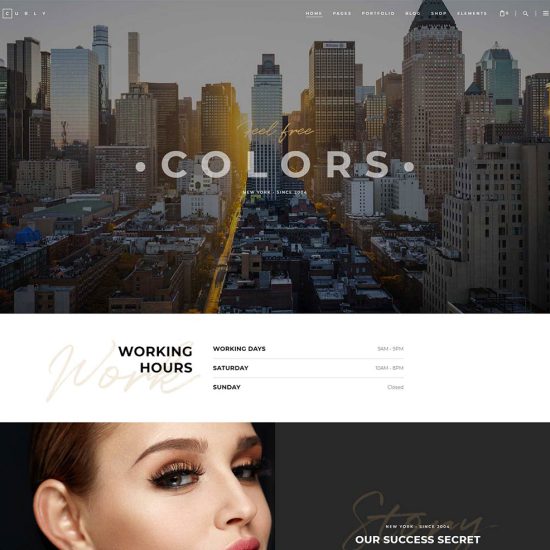 CURLY
HOME PAGES PORTFOLIO BLOG SHOP ELEMENTS 0
Feel free
• COLORS •
NEW YORK - SINCE 2004
Work
WORKING
HOURS
WORKING DAYS 9AM - 9PM
SATURDAY 10AM - 8PM
SUNDAY Closed
Story
NEW YORK - SINCE 2004
OUR SUCCESS SECRET